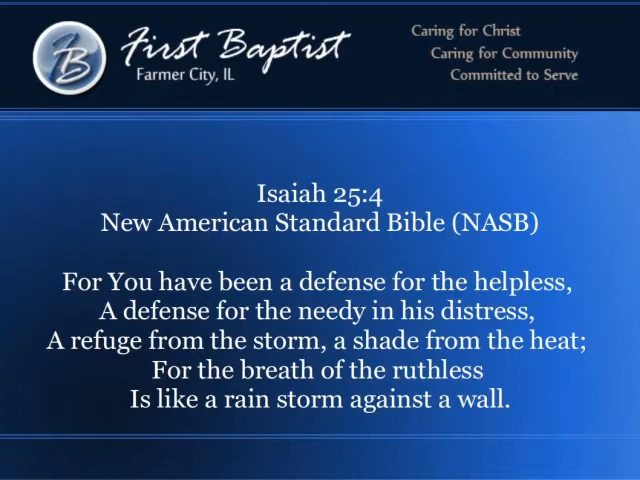 FB
First Baptist
Farmer City, IL
Caring for Christ
Caring for Community
Committed to Serve
Isaiah 25:4
New American Standard Bible (NASB)
For You have been a defense for the helpless,
A defense for the needy in his distress,
A refuge from the storm, a shade from the heat;
For the breath of the ruthless
Is like a rain storm against a wall.